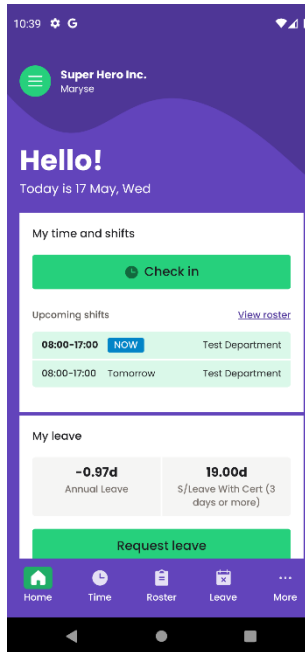 10:39
Super Hero Inc.
Maryse
Hello!
Today is 17 May, Wed
My time and shifts
Check in
Upcoming shifts View roster
08:00-17:00 NOW Test Department
08:00-17:00 Tomorrow Test Department
My leave
-0.97d 19.00d
Annual Leave S/Leave With Cert (3
days or more)
Request leave
Home Time Roster Leave More